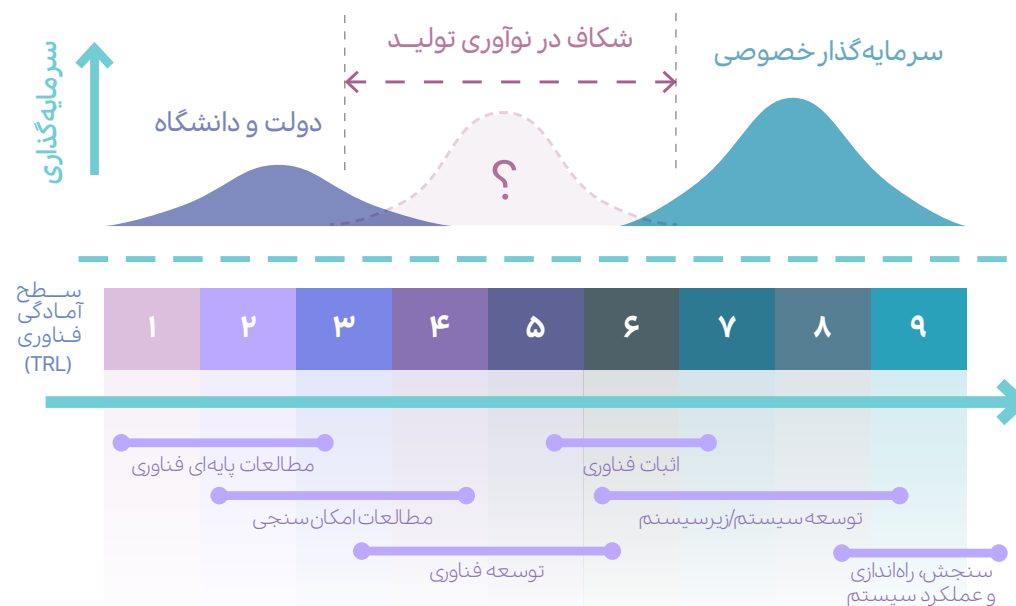 سرمایه‌گذاری
دولت و دانشگاه
شکاف در نوآوری تولید
سرمایه‌گذار خصوصی
؟
سطح
آمادگی
فناوری
(TRL)
۱ ۲ ۳ ۴ ۵ ۶ ۷ ۸ ۹
مطالعات پایه‌ای فناوری
اثبات فناوری
مطالعات امکان‌سنجی
توسعه سیستم/زیرسیستم
توسعه فناوری
سنجش، راه‌اندازی
و عملکرد سیستم